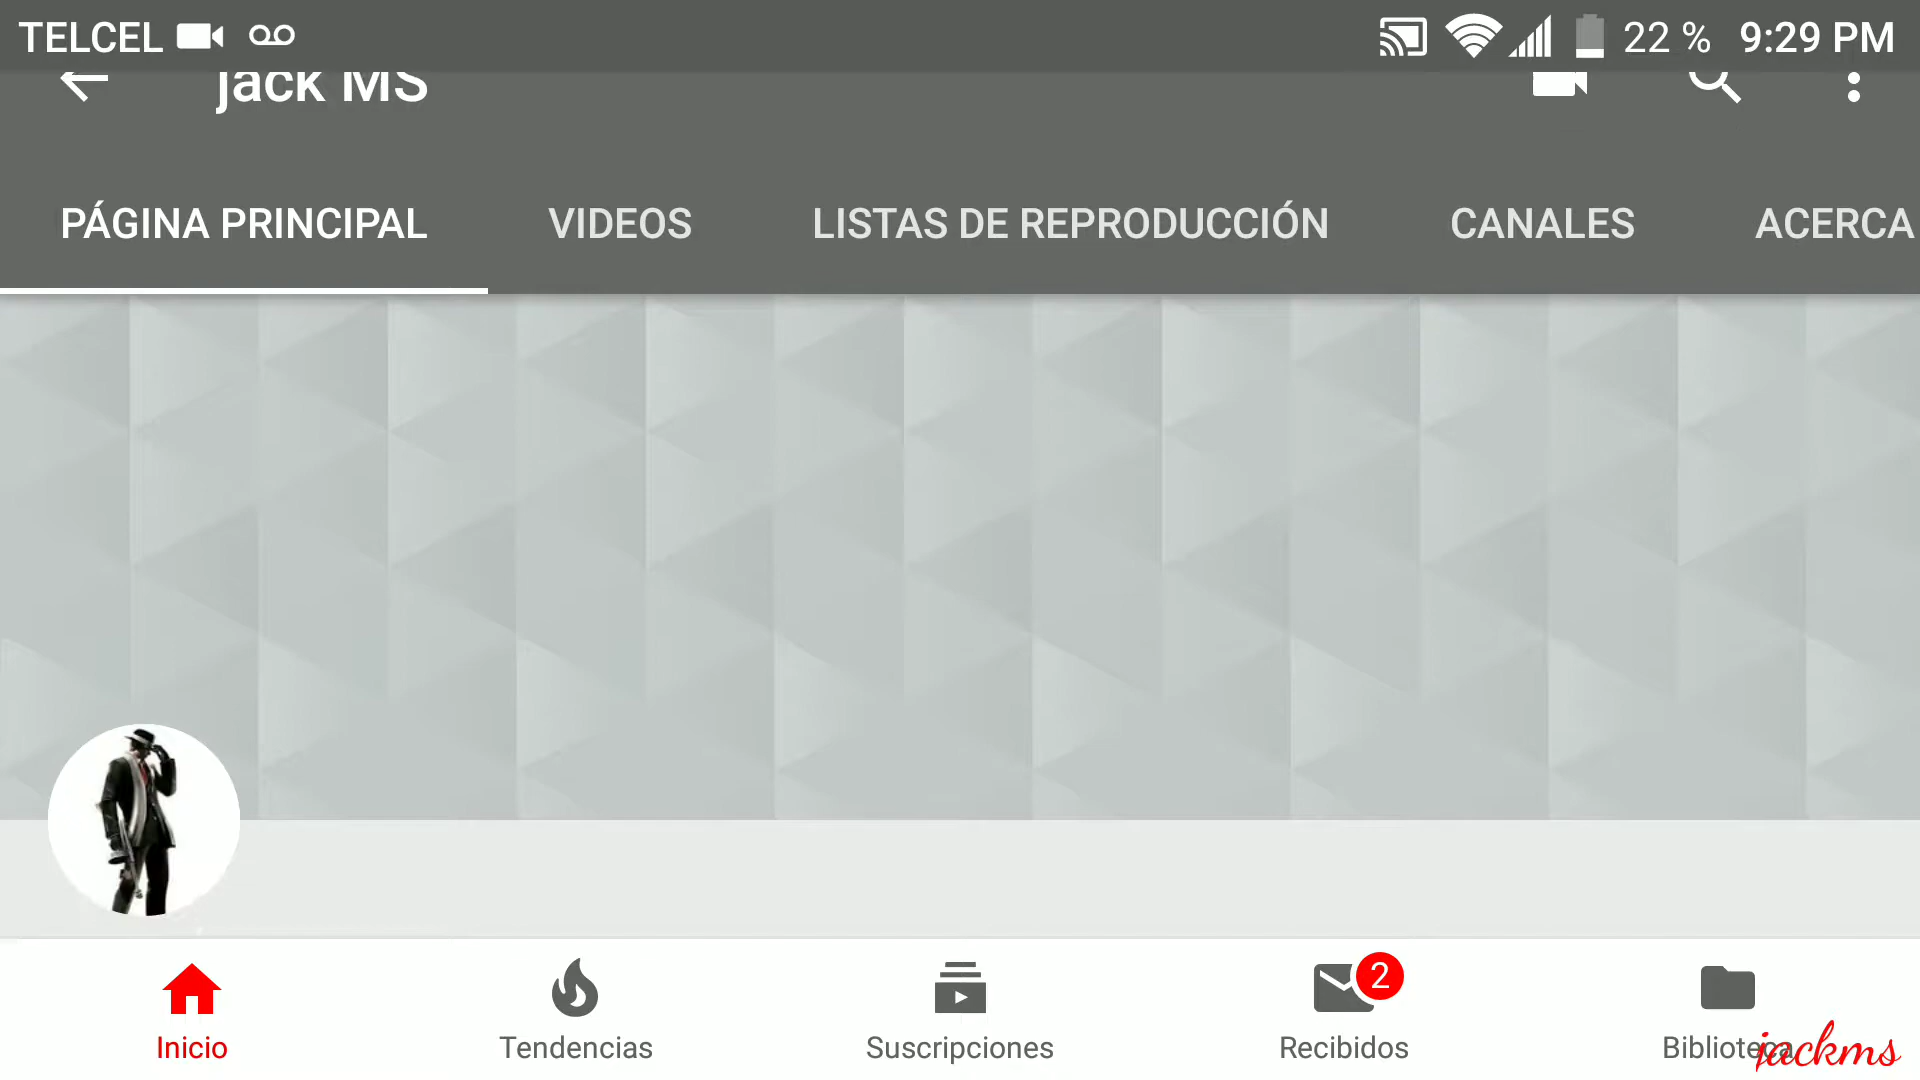 TELCEL 22 % 9:29 PM
jack MS
PÁGINA PRINCIPAL VIDEOS LISTAS DE REPRODUCCIÓN CANALES ACERCA
2
Inicio Tendencias Suscripciones Recibidos Biblioteca
jackms